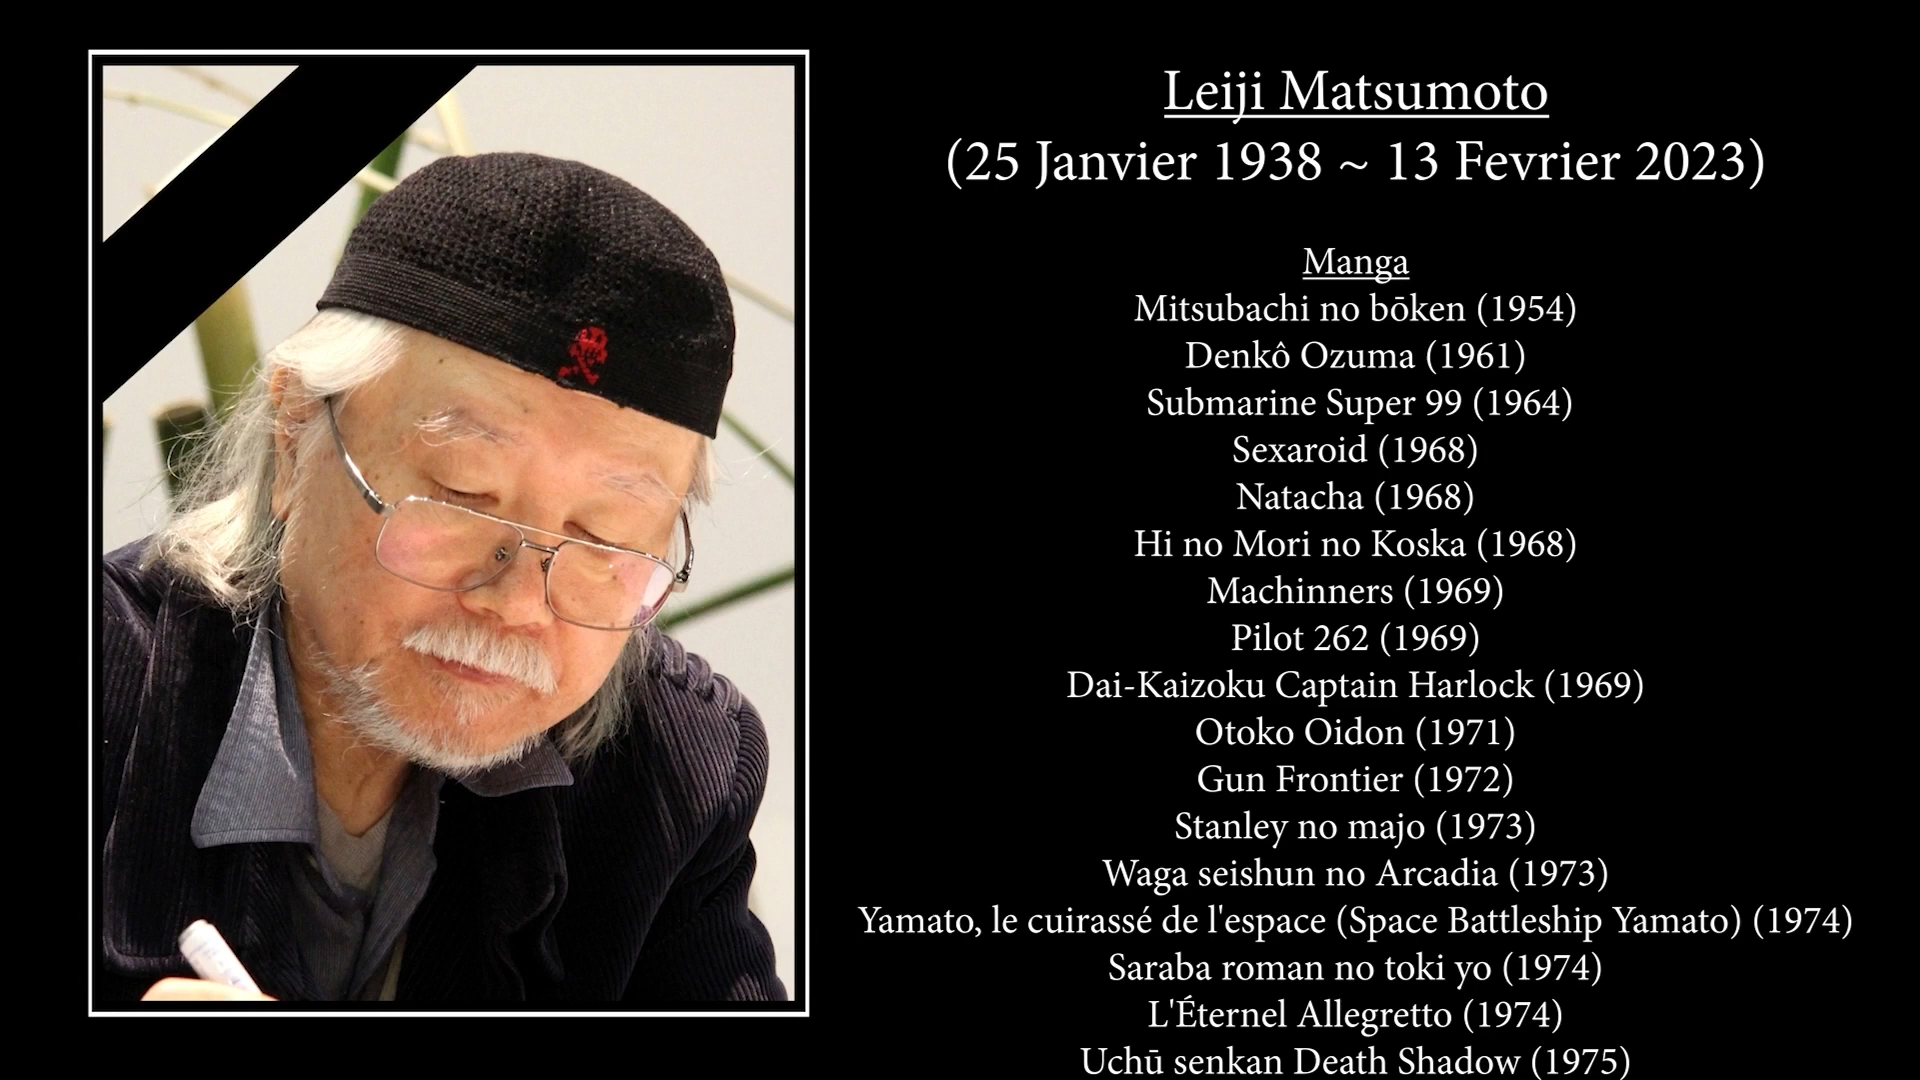 Leiji Matsumoto
(25 Janvier 1938 ~ 13 Fevrier 2023)
Manga
Mitsubachi no bōken (1954)
Denkô Ozuma (1961)
Submarine Super 99 (1964)
Sexaroid (1968)
Natacha (1968)
Hi no Mori no Koska (1968)
Machinners (1969)
Pilot 262 (1969)
Dai-Kaizoku Captain Harlock (1969)
Otoko Oidon (1971)
Gun Frontier (1972)
Stanley no majo (1973)
Waga seishun no Arcadia (1973)
Yamato, le cuirassé de l'espace (Space Battleship Yamato) (1974)
Saraba roman no toki yo (1974)
L'Éternel Allegretto (1974)
Uchū senkan Death Shadow (1975)